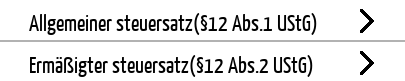 Allgemeiner steuersatz(§12 Abs.1 UStG)
Ermäßigter steuersatz(§12 Abs.2 UStG)